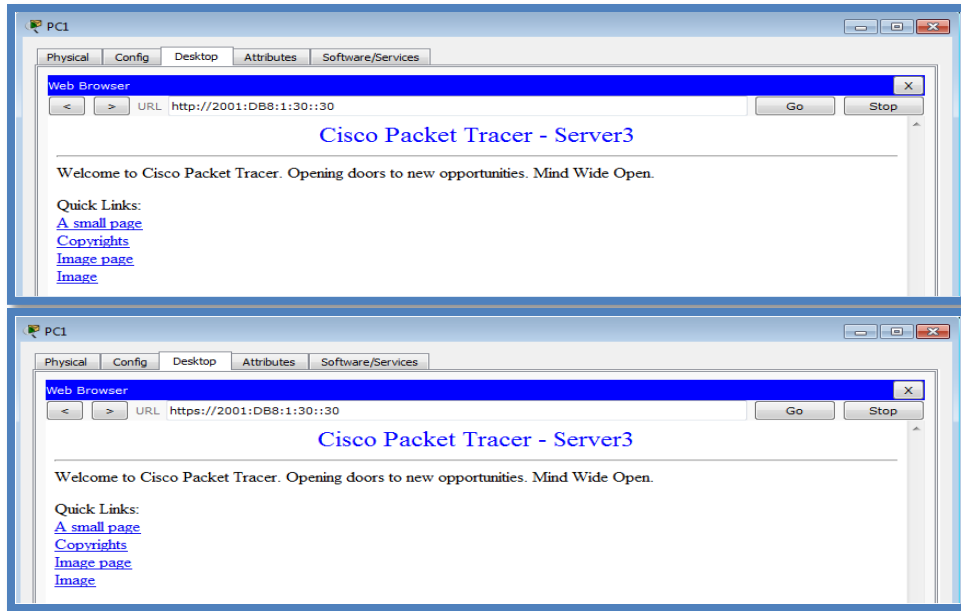 PC1
Physical Config Desktop Attributes Software/Services
Web Browser X
< > URL http://2001:DB8:1:30::30 Go Stop
Cisco Packet Tracer - Server3
Welcome to Cisco Packet Tracer. Opening doors to new opportunities. Mind Wide Open.
Quick Links:
A small page
Copyrights
Image page
Image
PC1
Physical Config Desktop Attributes Software/Services
Web Browser X
< > URL https://2001:DB8:1:30::30 Go Stop
Cisco Packet Tracer - Server3
Welcome to Cisco Packet Tracer. Opening doors to new opportunities. Mind Wide Open.
Quick Links:
A small page
Copyrights
Image page
Image